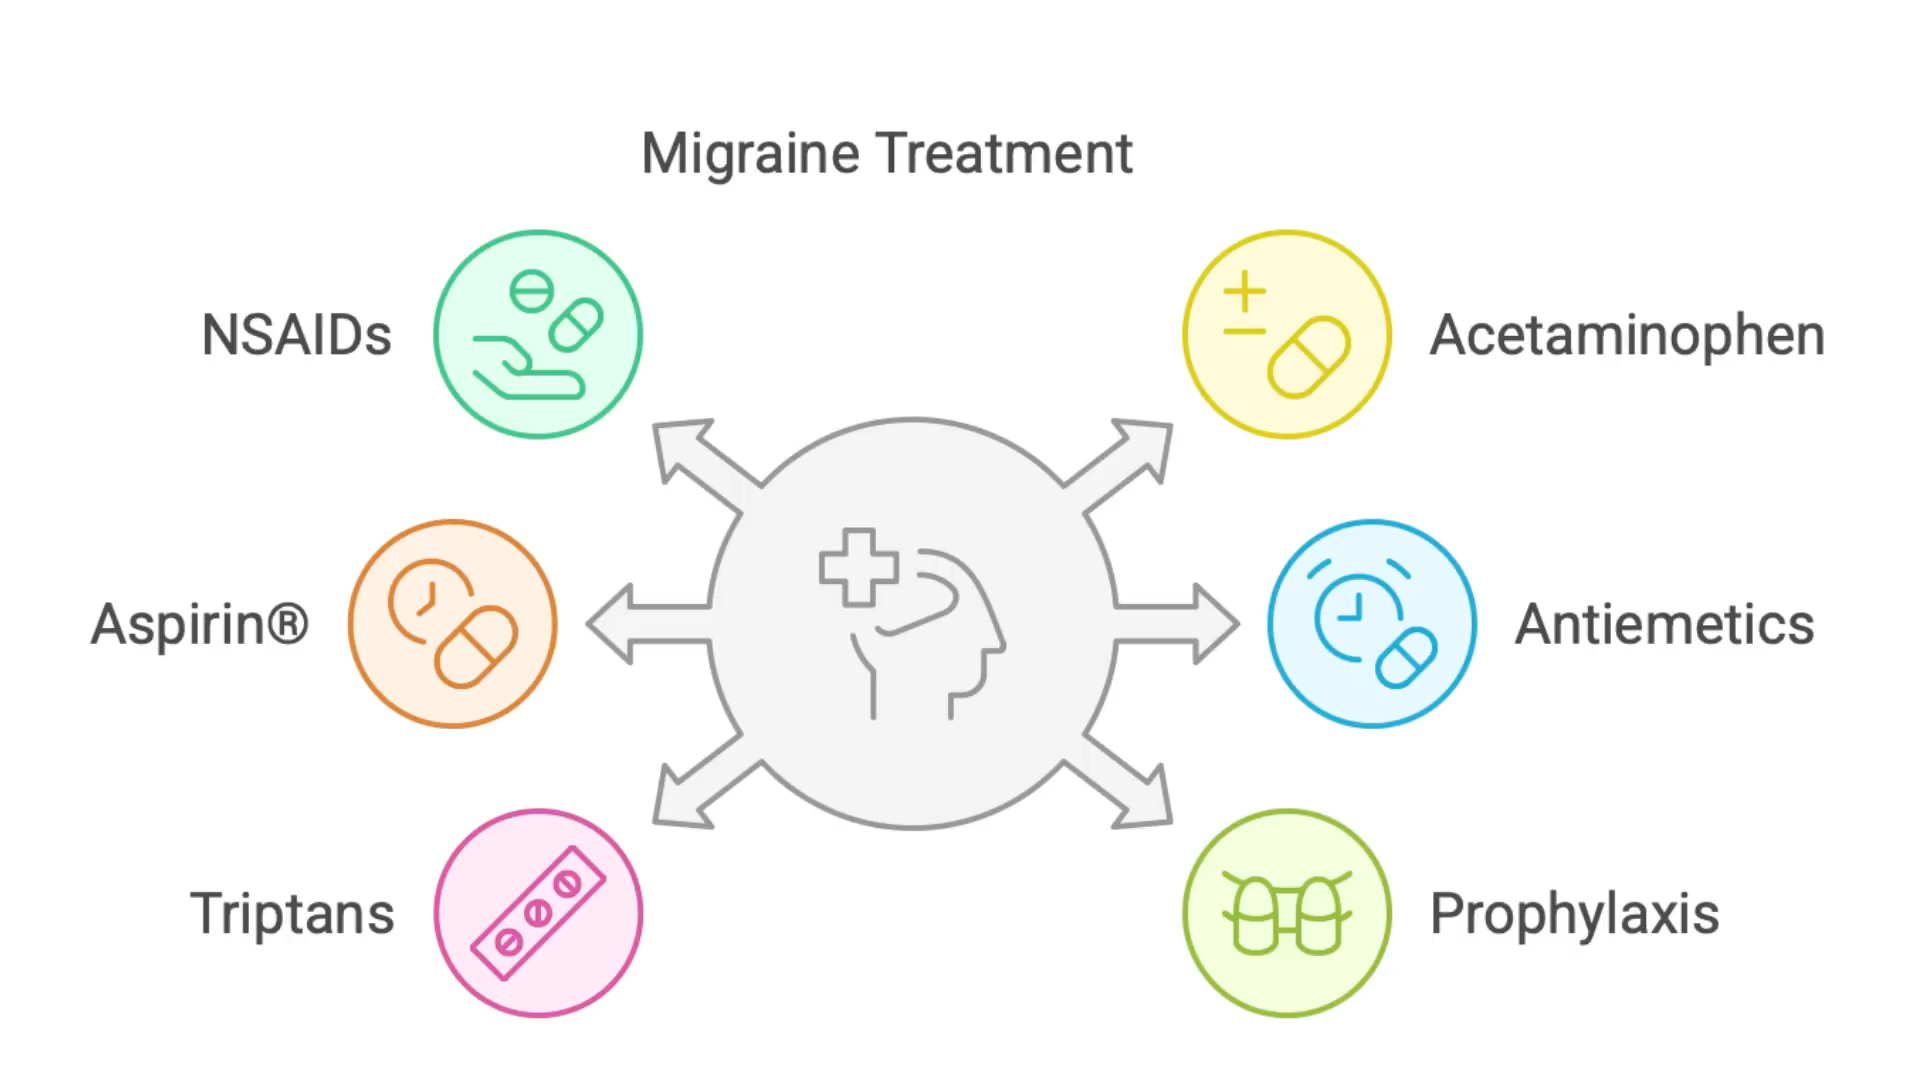 Migraine Treatment
NSAIDs
Acetaminophen
Aspirin®
Antiemetics
Triptans
Prophylaxis